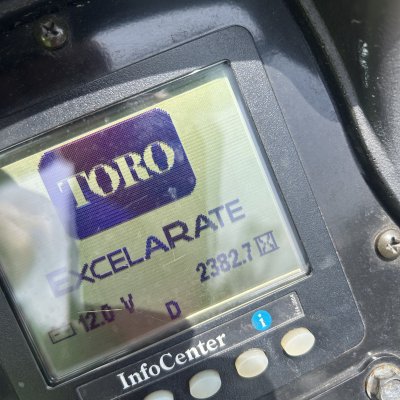 TORO
EXCELARATE
12.0 V D 2382.7
InfoCenter i